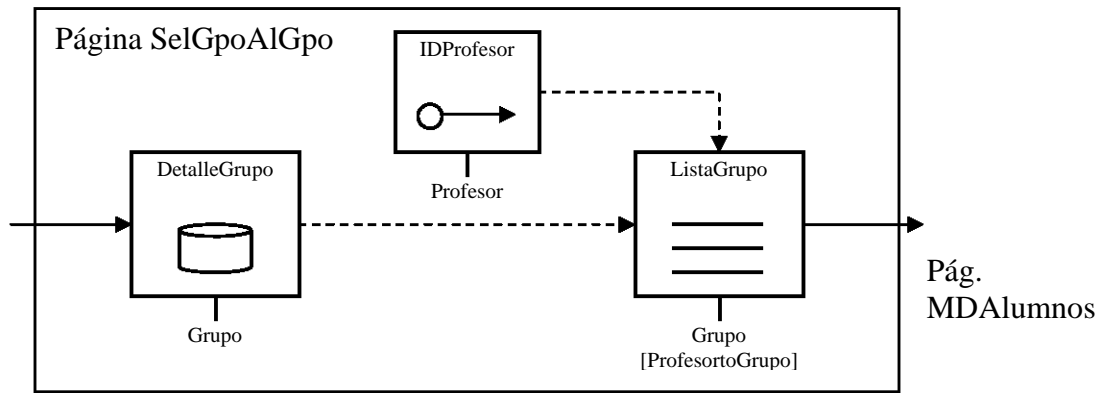 Página SelGpoAlGpo
IDProfesor
Profesor
DetalleGrupo
Grupo
ListaGrupo
Grupo
[ProfesortoGrupo]
Pág.
MDAlumnos